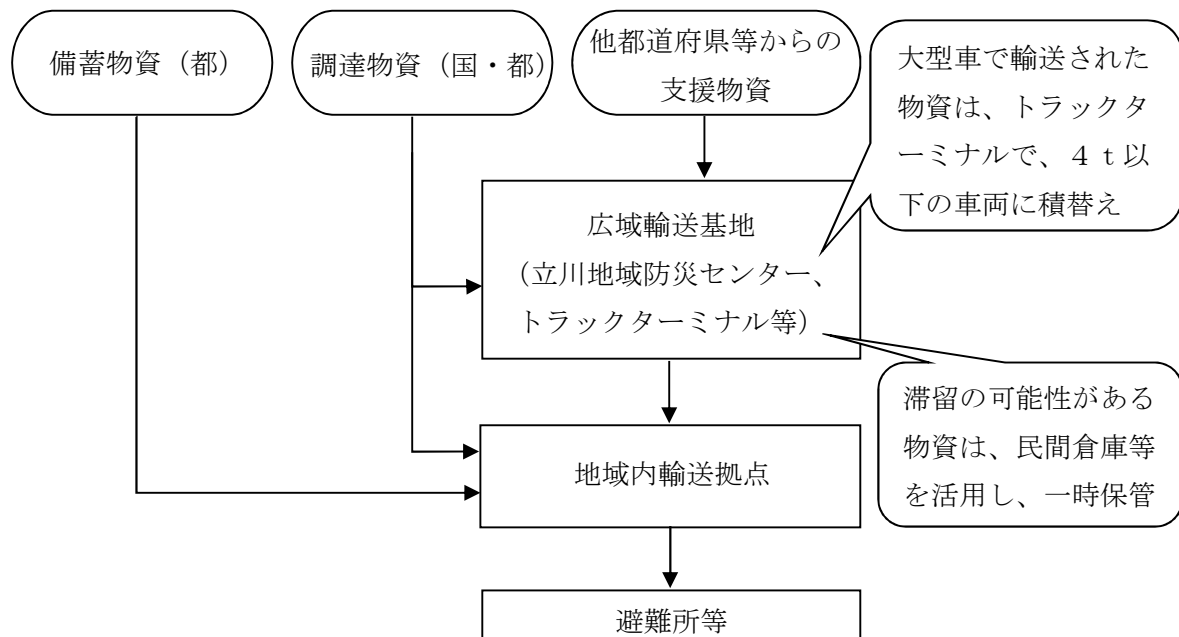 備蓄物資（都）
調達物資（国・都）
他都道府県等からの
支援物資
大型車で輸送された
物資は、トラックタ
ーミナルで、４ｔ以
下の車両に積替え
広域輸送基地
（立川地域防災センター、
トラックターミナル等）
滞留の可能性がある
物資は、民間倉庫等
を活用し、一時保管
地域内輸送拠点
避難所等